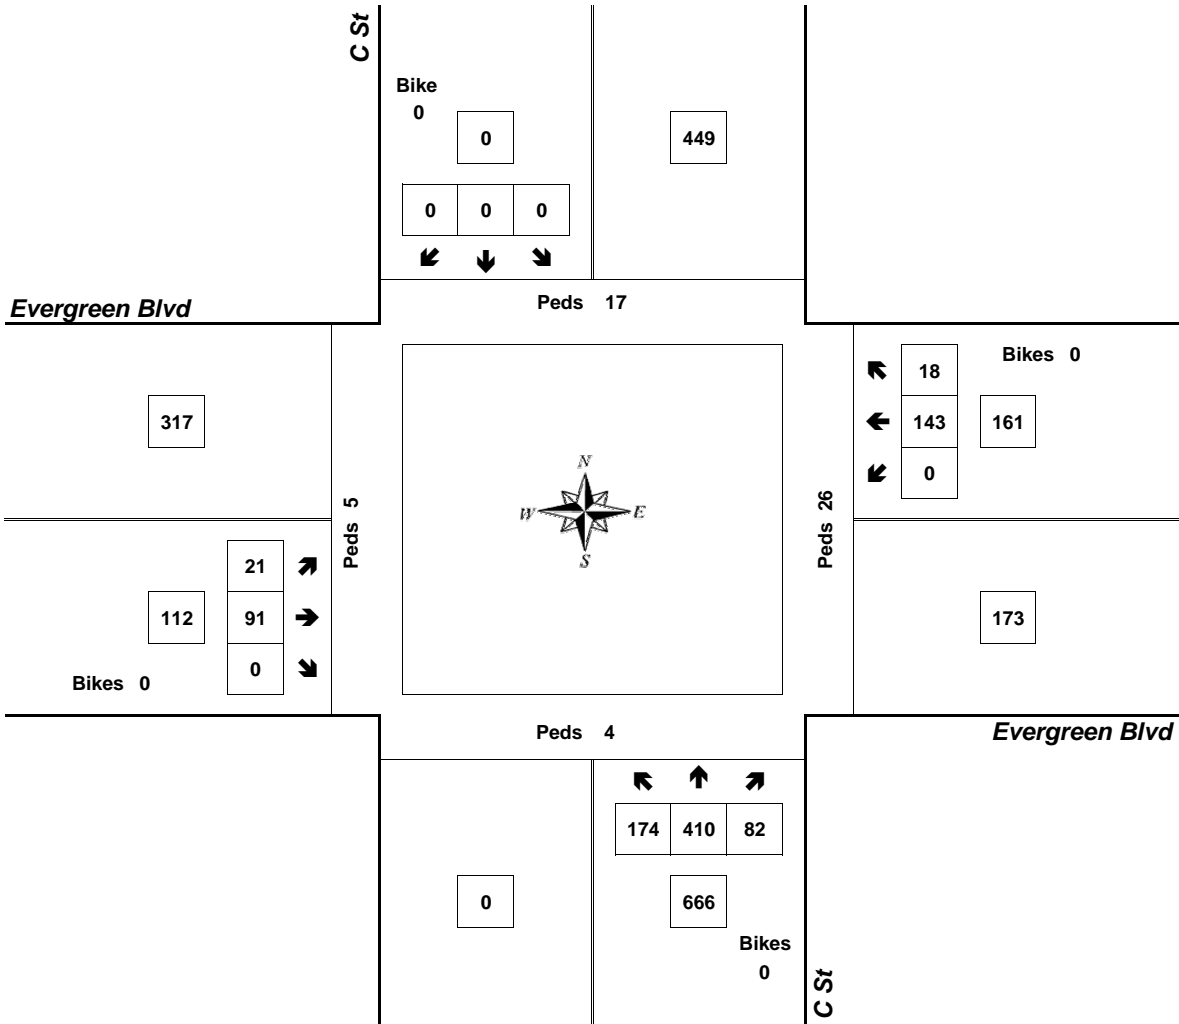 C St
Bike
0
0
449
0 0 0
Peds 17
Evergreen Blvd
Bikes 0
18
317
143 161
0
N
W E
S
Peds 5
Peds 26
21
112 91
173
0
Bikes 0
Peds 4
Evergreen Blvd
174 410 82
0
666
Bikes
0
C St